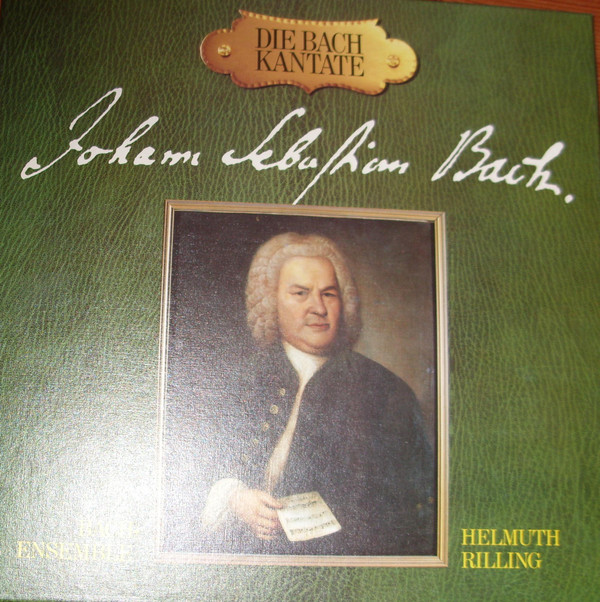 DIE BACH
KANTATE
Johann Sebastian Bach.
ENSEMBLE
HELMUTH
RILLING